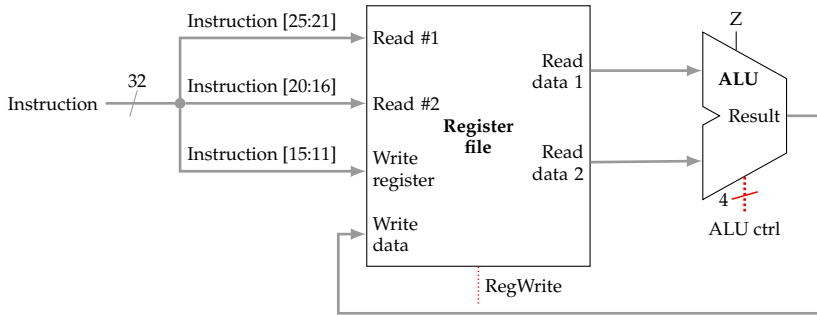 Instruction [25:21]
Z
Read #1
Read
data 1
ALU
32
Instruction [20:16]
Instruction
Read #2
Register
file
Result
Instruction [15:11]
Write
register
Read
data 2
4
Write
data
ALU ctrl
RegWrite